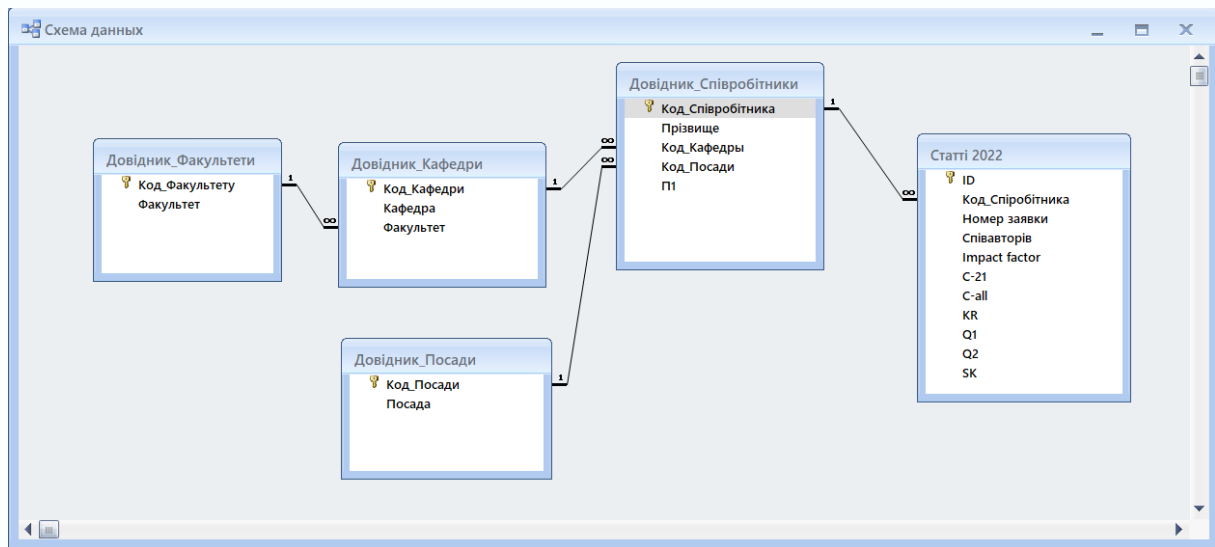 Схема данных
Довідник_Факультети
Код_Факультету
Факультет
1
∞
Довідник_Кафедри
Код_Кафедри
Кафедра
Факультет
1
∞
Довідник_Посади
Код_Посади
Посада
1
∞
Довідник_Співробітники
Код_Співробітника
Прізвище
Код_Кафедры
Код_Посади
П1
1
∞
Статті 2022
ID
Код_Спіробітника
Номер заявки
Співавторів
Impact factor
C-21
C-all
KR
Q1
Q2
SK